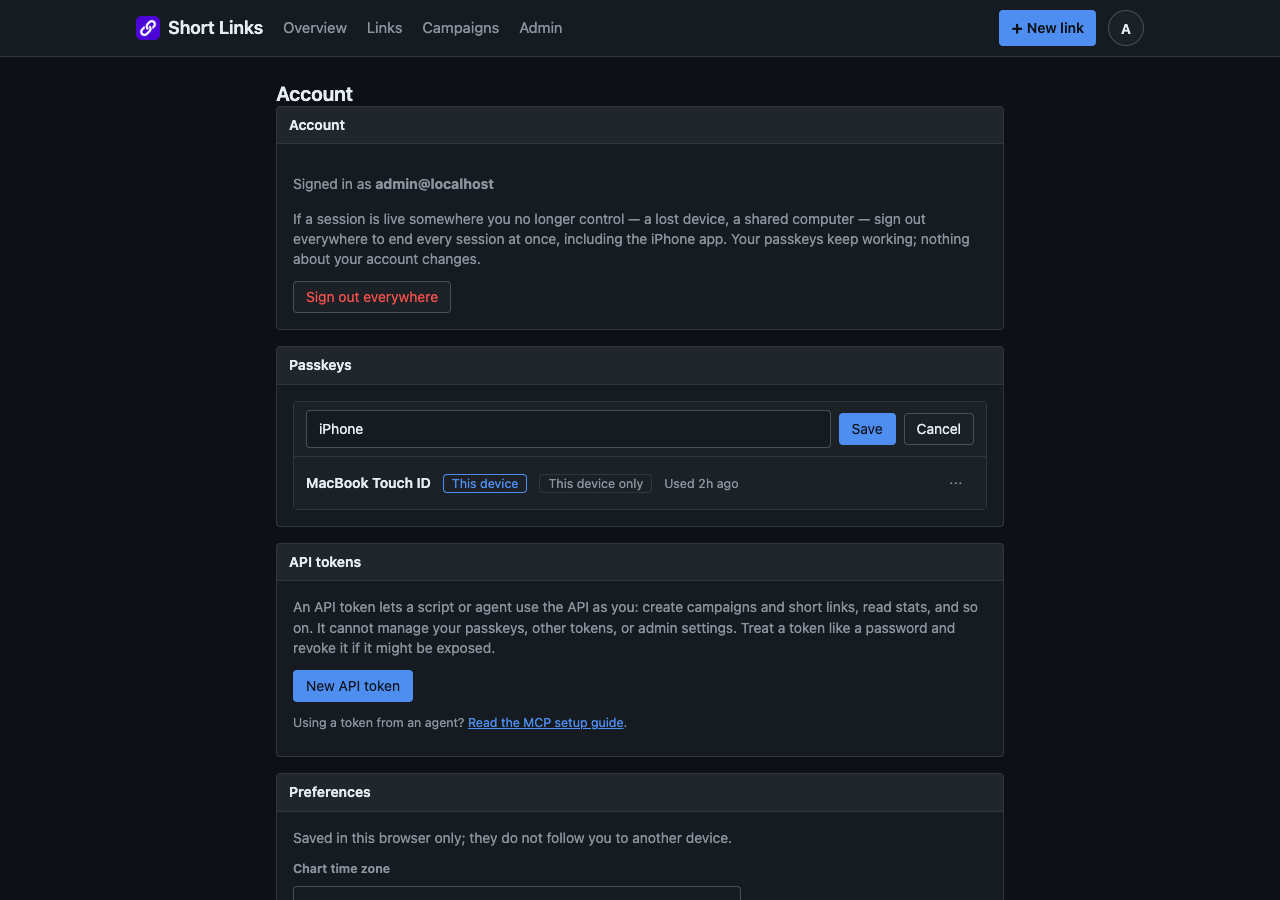 Short Links
Overview
Links
Campaigns
Admin
+ New link
A
Account
Account
Signed in as admin@localhost
If a session is live somewhere you no longer control — a lost device, a shared computer — sign out
everywhere to end every session at once, including the iPhone app. Your passkeys keep working; nothing
about your account changes.
Sign out everywhere
Passkeys
iPhone
Save
Cancel
MacBook Touch ID
This device
This device only
Used 2h ago
···
API tokens
An API token lets a script or agent use the API as you: create campaigns and short links, read stats, and so
on. It cannot manage your passkeys, other tokens, or admin settings. Treat a token like a password and
revoke it if it might be exposed.
New API token
Using a token from an agent? Read the MCP setup guide.
Preferences
Saved in this browser only; they do not follow you to another device.
Chart time zone